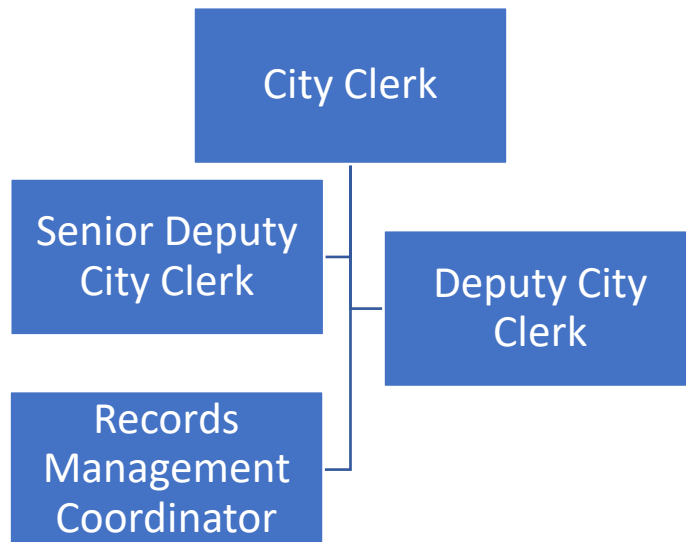 City Clerk
Senior Deputy
City Clerk
Deputy City
Clerk
Records
Management
Coordinator